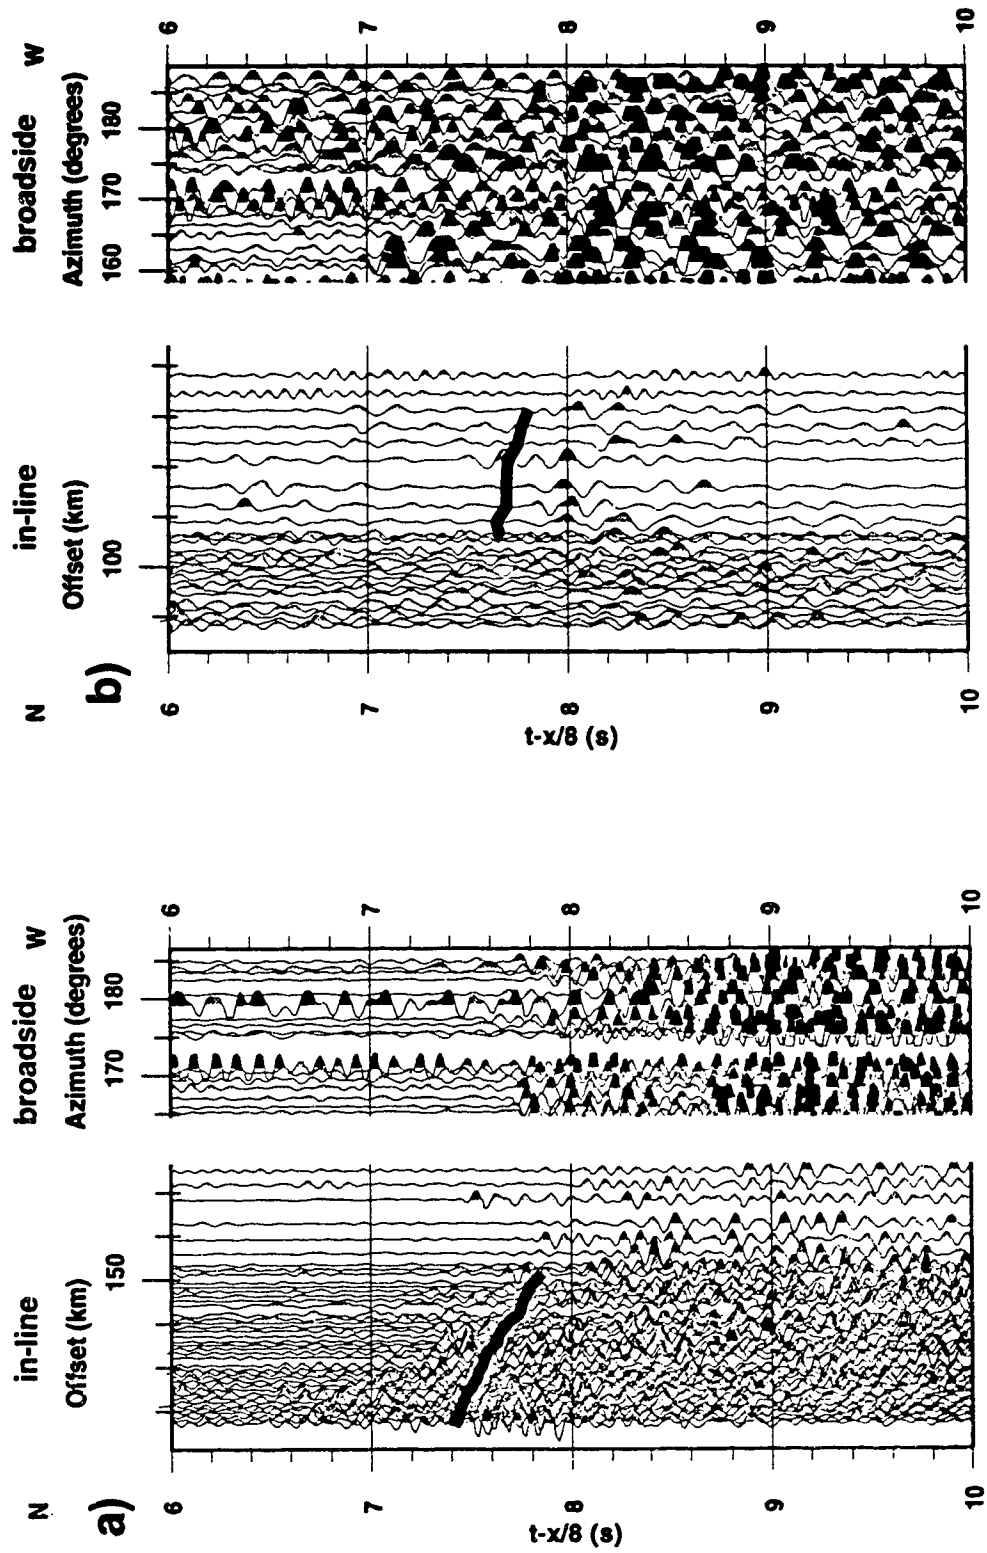 a)
N in-line broadside W
Offset (km) Azimuth (degrees)
150 170 180
t-x/8 (s)
6 6
7 7
8 8
9 9
10 10
b)
N in-line broadside W
Offset (km) Azimuth (degrees)
100 160 170 180
t-x/8 (s)
6 6
7 7
8 8
9 9
10 10